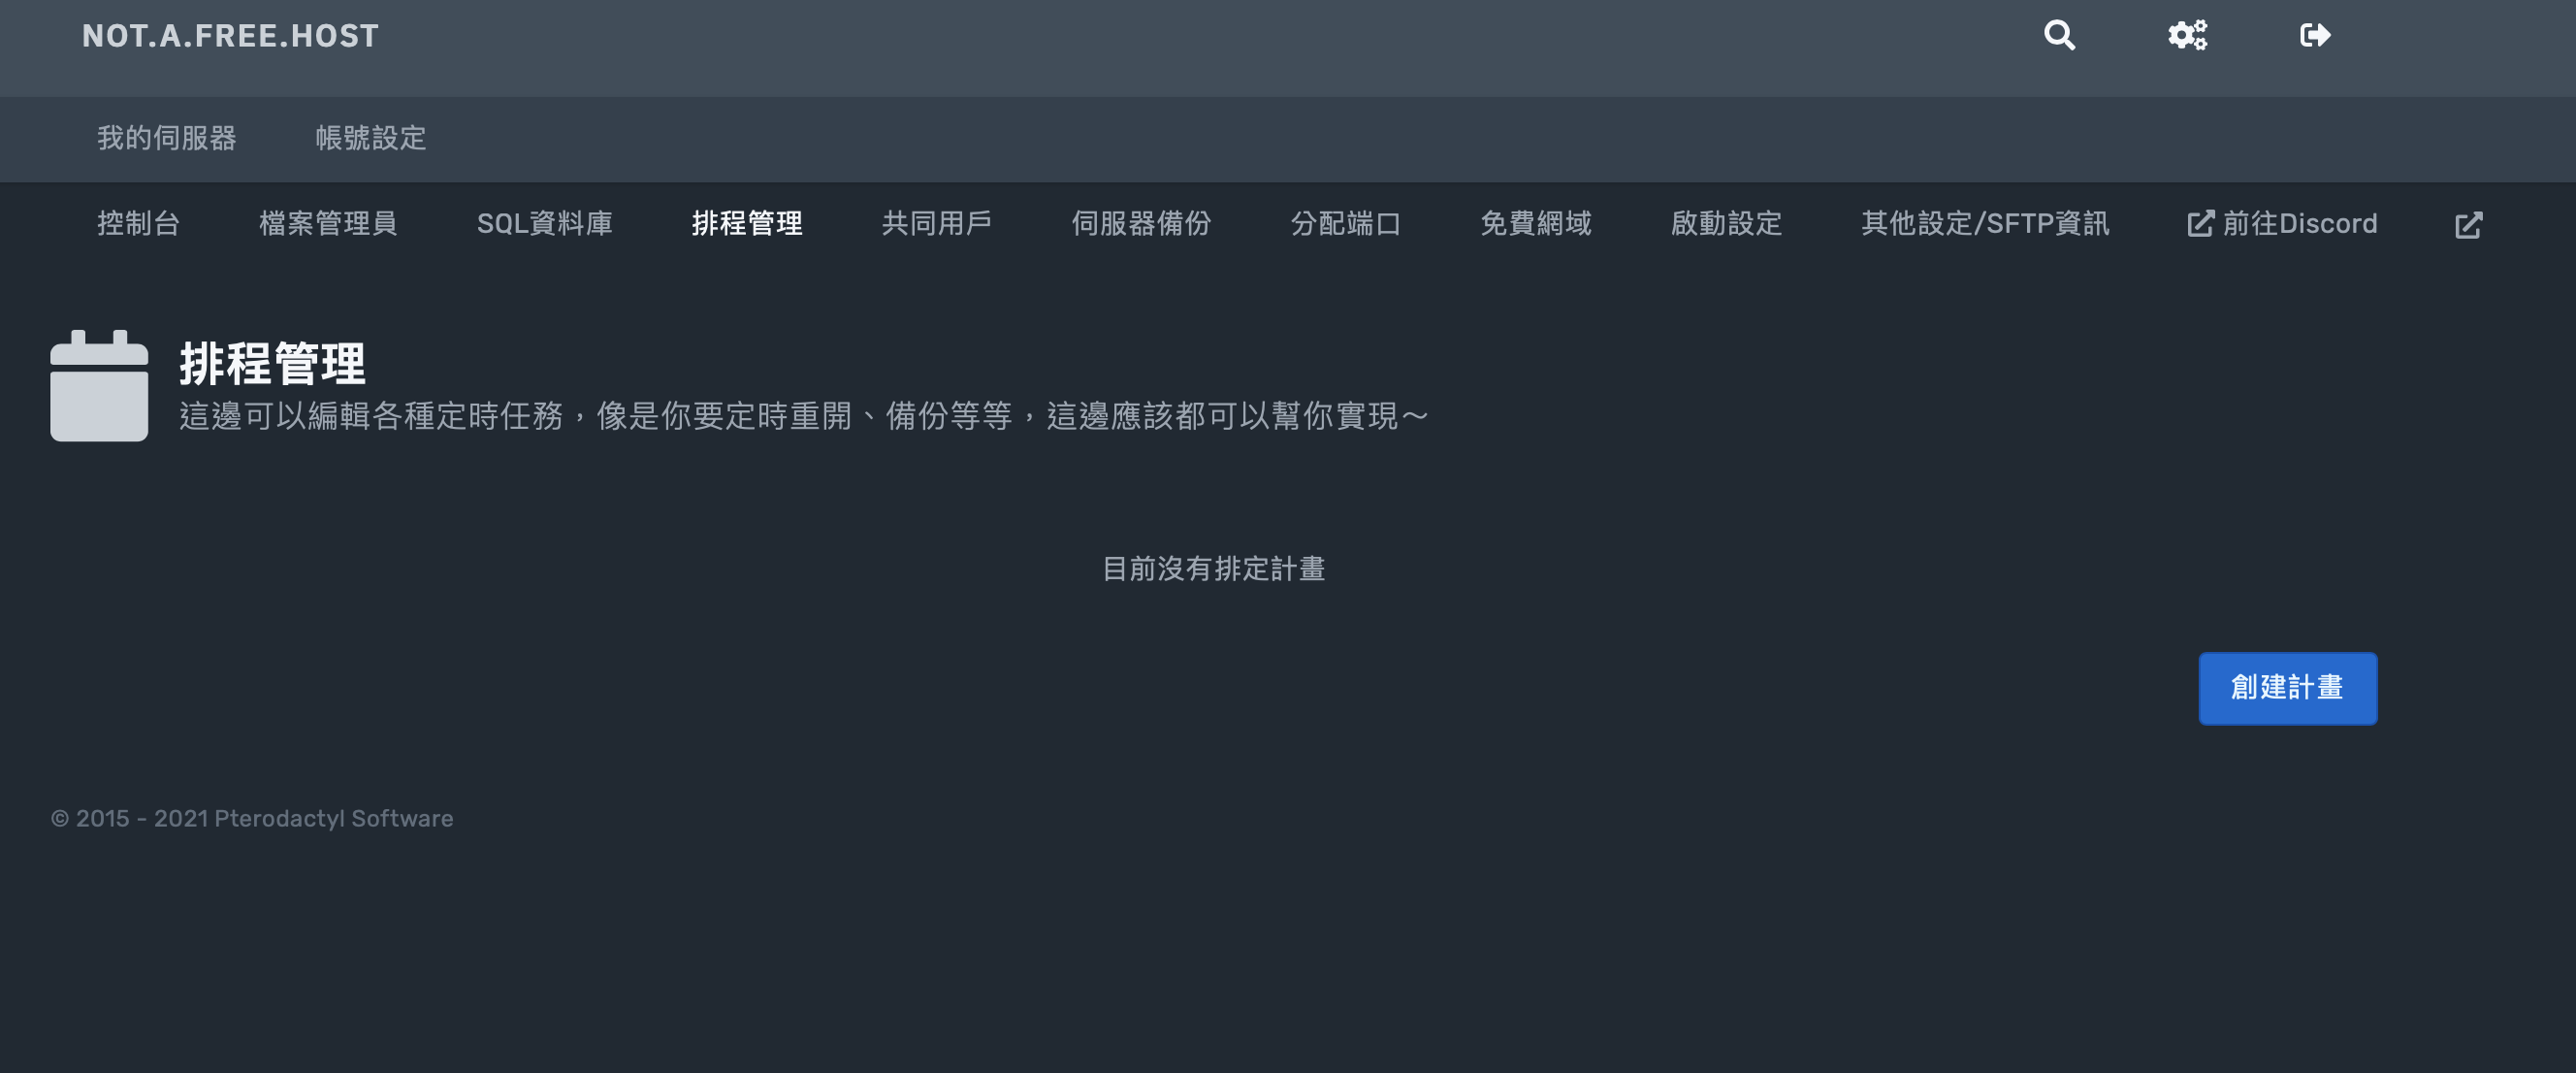 NOT.A.FREE.HOST
我的伺服器 帳號設定
控制台 檔案管理員 SQL資料庫 排程管理 共同用戶 伺服器備份 分配端口 免費網域 啟動設定 其他設定/SFTP資訊 前往Discord
排程管理
這邊可以編輯各種定時任務，像是你要定時重開、備份等等，這邊應該都可以幫你實現～
目前沒有排定計畫
創建計畫
© 2015 - 2021 Pterodactyl Software